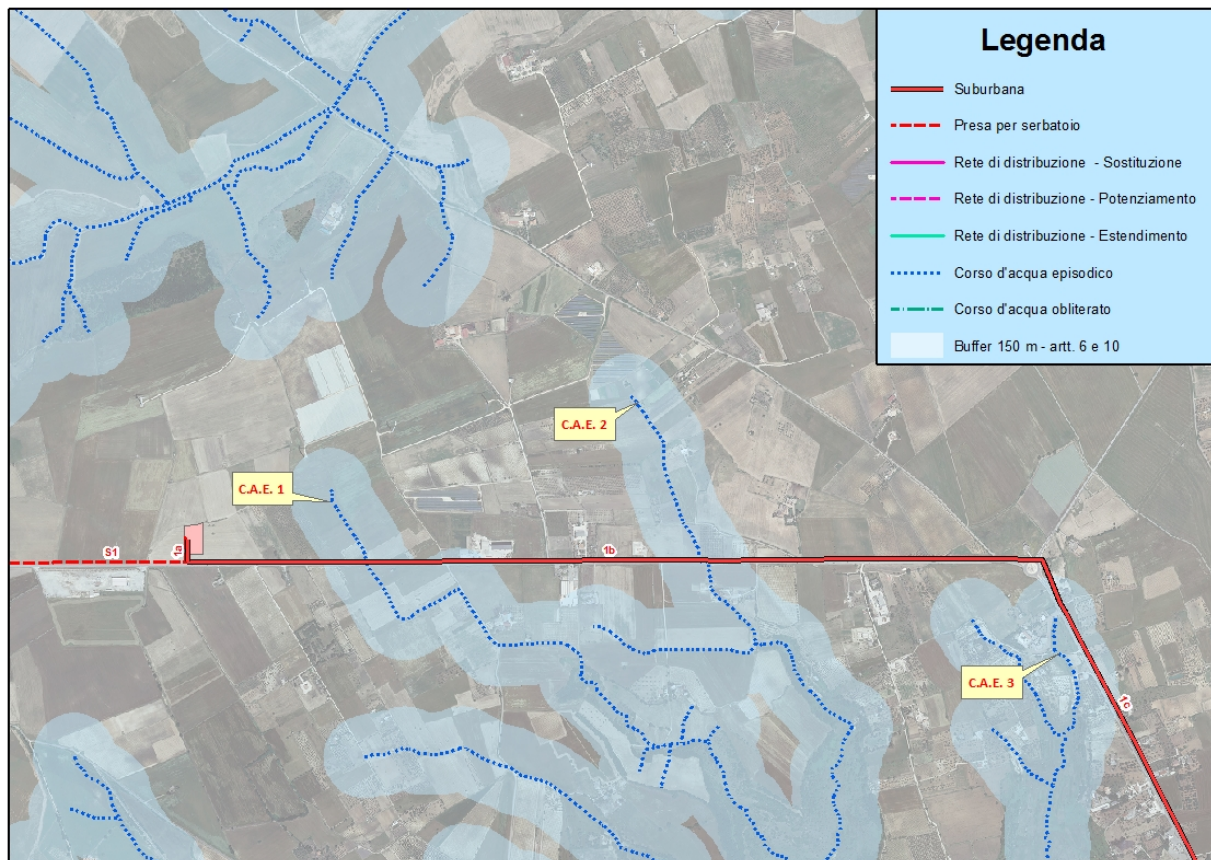 Legenda
Suburbana
Presa per serbatoio
Rete di distribuzione - Sostituzione
Rete di distribuzione - Potenziamento
Rete di distribuzione - Estendimento
Corso d'acqua episodico
Corso d'acqua obliterato
Buffer 150 m - artt. 6 e 10
C.A.E. 2
C.A.E. 1
S1
1a
1b
C.A.E. 3
1c